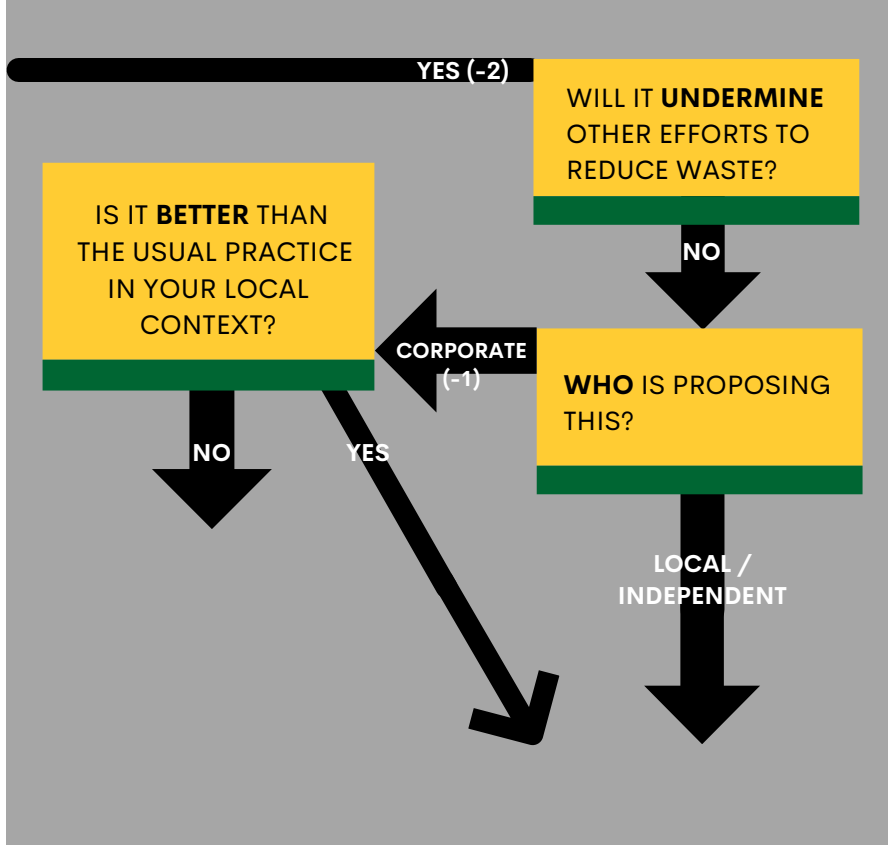 YES (-2)
WILL IT UNDERMINE
OTHER EFFORTS TO
REDUCE WASTE?
NO
IS IT BETTER THAN
THE USUAL PRACTICE
IN YOUR LOCAL
CONTEXT?
CORPORATE
(-1)
WHO IS PROPOSING
THIS?
NO
YES
LOCAL /
INDEPENDENT